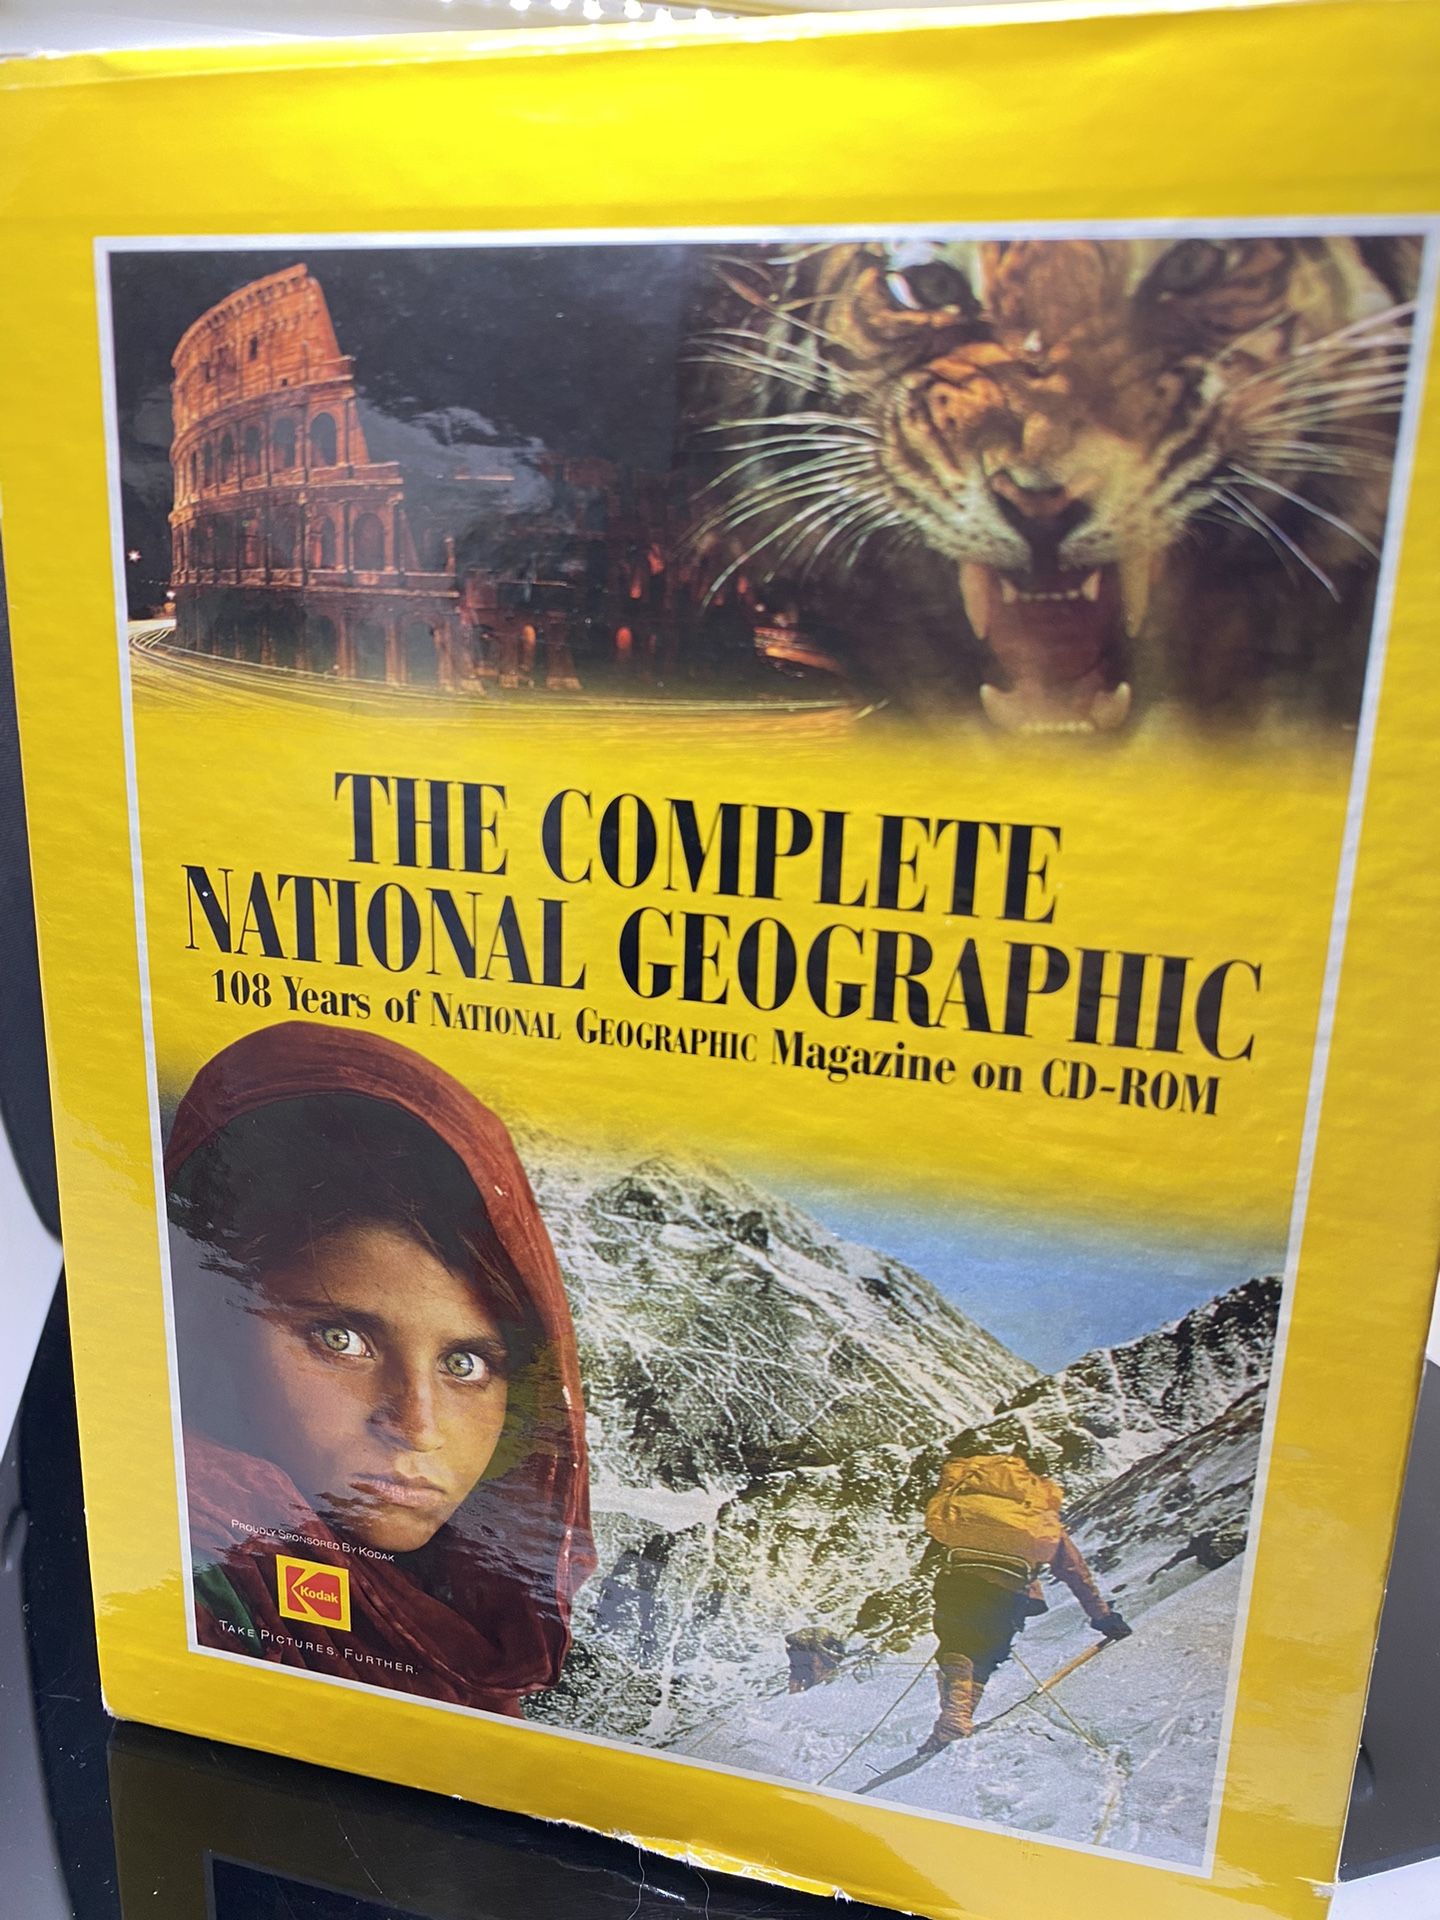 THE COMPLETE
NATIONAL GEOGRAPHIC
108 Years of NATIONAL GEOGRAPHIC Magazine on CD-ROM
PROUDLY SPONSORED BY KODAK
Kodak
TAKE PICTURES. FURTHER.